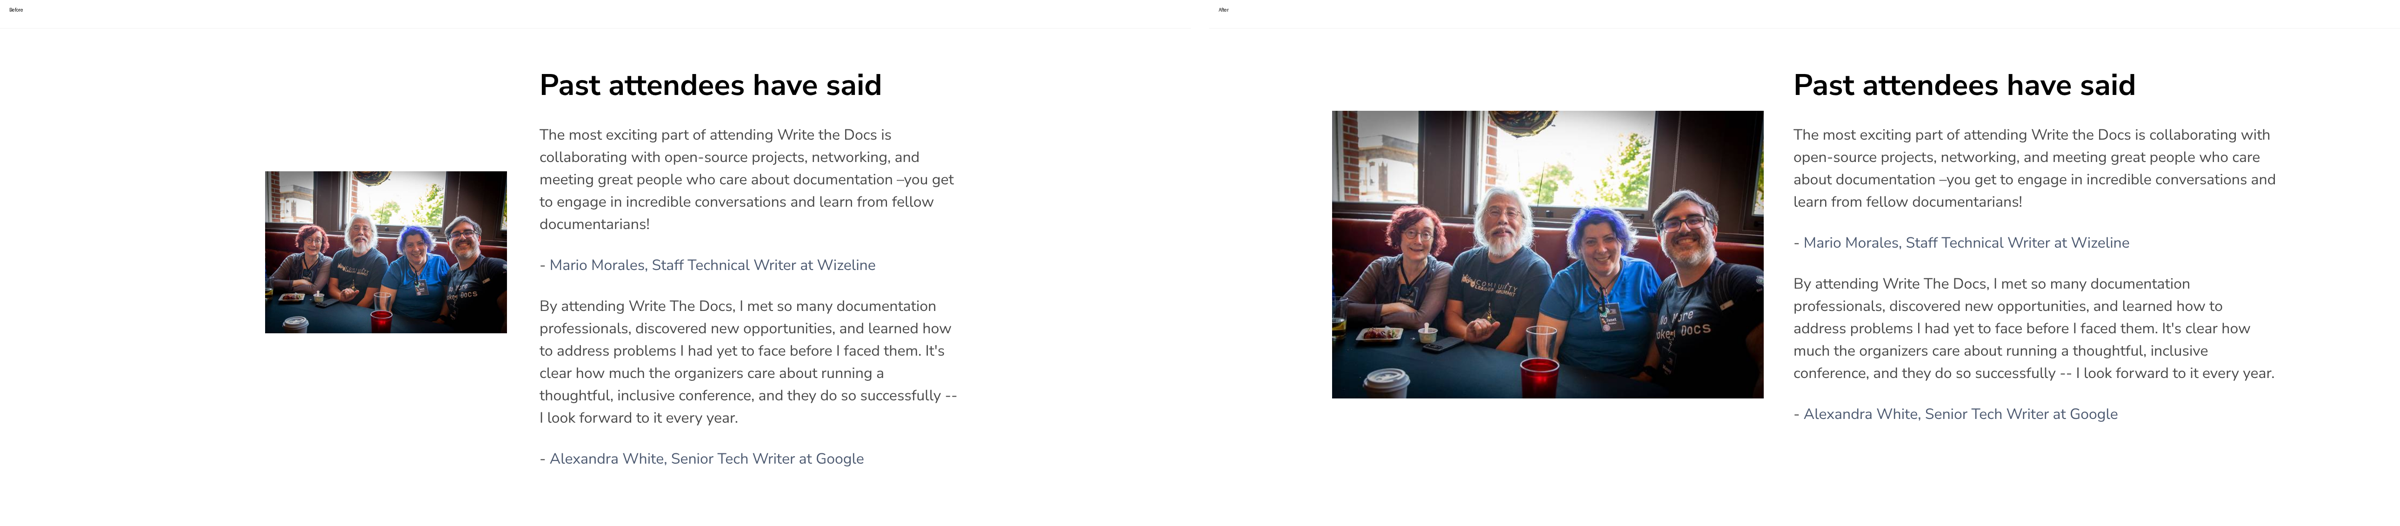 Before
Past attendees have said
The most exciting part of attending Write the Docs is
collaborating with open-source projects, networking, and
meeting great people who care about documentation –you get
to engage in incredible conversations and learn from fellow
documentarians!
- Mario Morales, Staff Technical Writer at Wizeline
By attending Write The Docs, I met so many documentation
professionals, discovered new opportunities, and learned how
to address problems I had yet to face before I faced them. It's
clear how much the organizers care about running a
thoughtful, inclusive conference, and they do so successfully --
I look forward to it every year.
- Alexandra White, Senior Tech Writer at Google
After
Past attendees have said
The most exciting part of attending Write the Docs is collaborating with
open-source projects, networking, and meeting great people who care
about documentation –you get to engage in incredible conversations and
learn from fellow documentarians!
- Mario Morales, Staff Technical Writer at Wizeline
By attending Write The Docs, I met so many documentation
professionals, discovered new opportunities, and learned how to
address problems I had yet to face before I faced them. It's clear how
much the organizers care about running a thoughtful, inclusive
conference, and they do so successfully -- I look forward to it every year.
- Alexandra White, Senior Tech Writer at Google